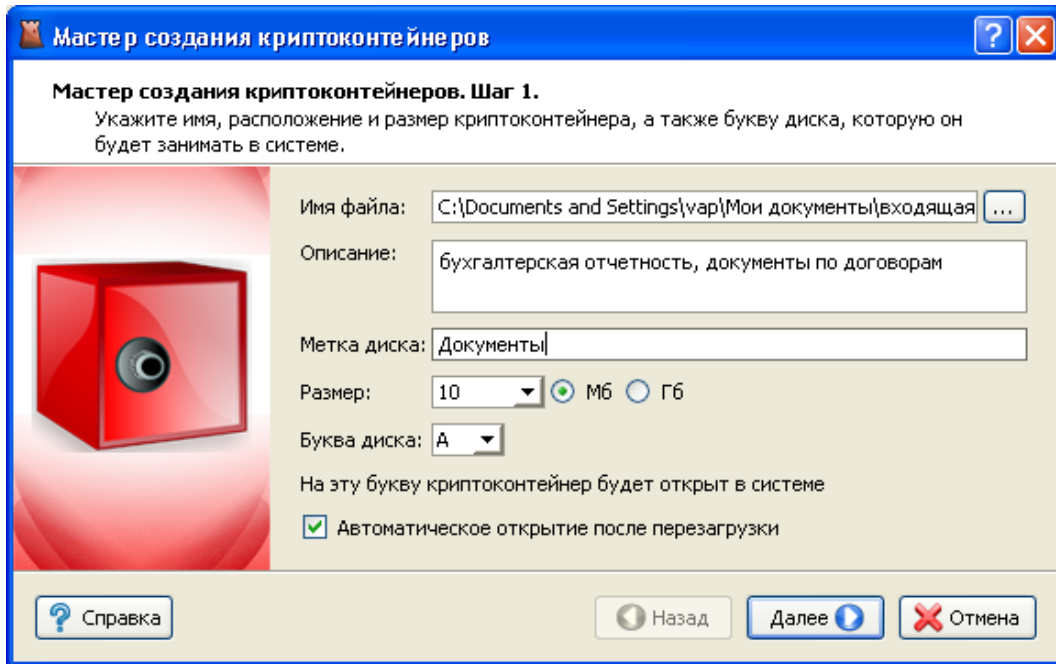 Мастер создания криптоконтейнеров
Мастер создания криптоконтейнеров. Шаг 1.
Укажите имя, расположение и размер криптоконтейнера, а также букву диска, которую он
будет занимать в системе.
Имя файла: C:\Documents and Settings\vap\Мои документы\входящая ...
Описание: бухгалтерская отчетность, документы по договорам
Метка диска: Документы
Размер: 10 Мб Гб
Буква диска: A
На эту букву криптоконтейнер будет открыт в системе
Автоматическое открытие после перезагрузки
? Справка Назад Далее Отмена